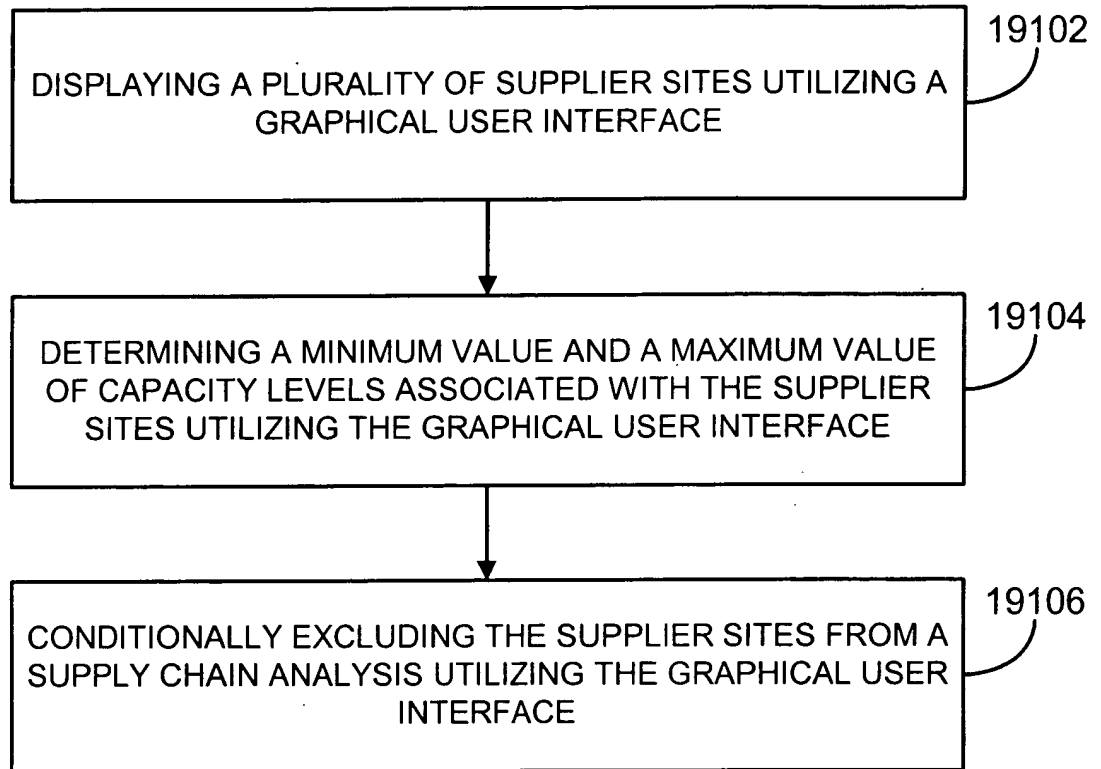 19102
DISPLAYING A PLURALITY OF SUPPLIER SITES UTILIZING A
GRAPHICAL USER INTERFACE
19104
DETERMINING A MINIMUM VALUE AND A MAXIMUM VALUE
OF CAPACITY LEVELS ASSOCIATED WITH THE SUPPLIER
SITES UTILIZING THE GRAPHICAL USER INTERFACE
19106
CONDITIONALLY EXCLUDING THE SUPPLIER SITES FROM A
SUPPLY CHAIN ANALYSIS UTILIZING THE GRAPHICAL USER
INTERFACE